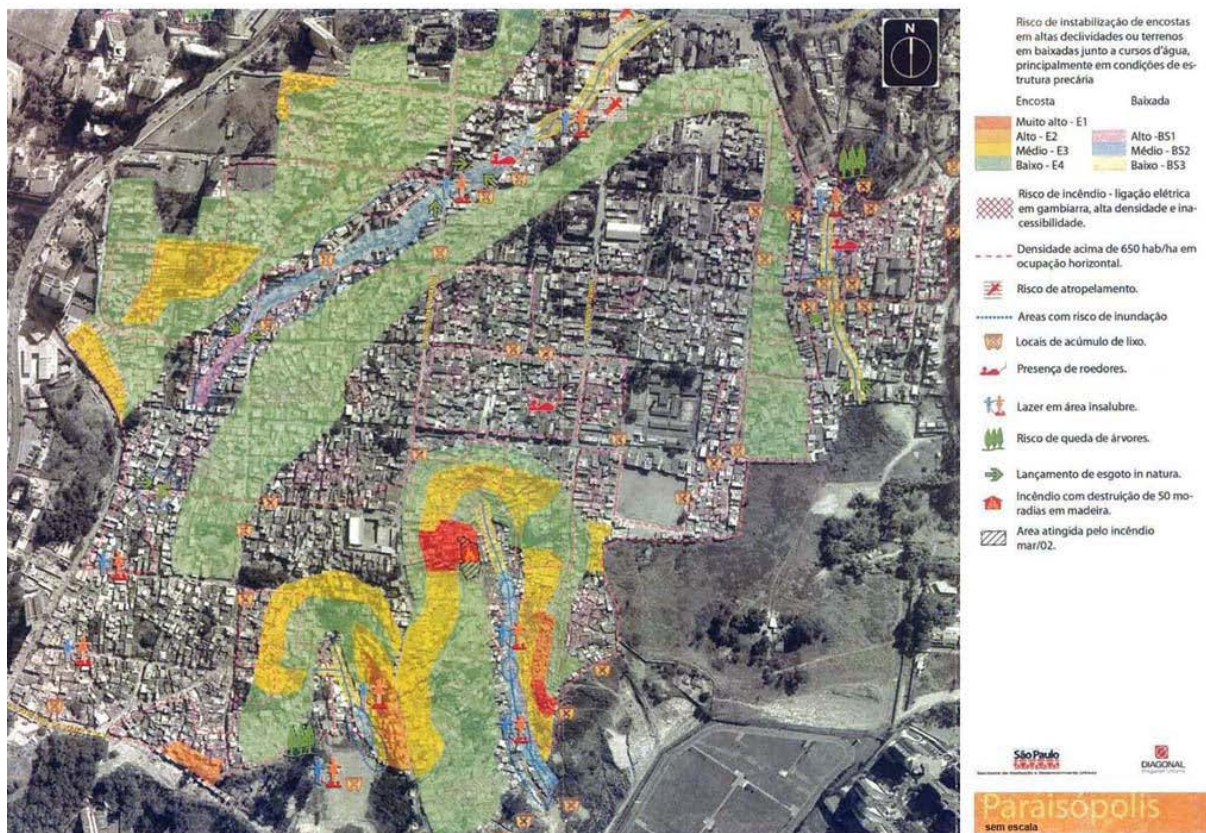 N
Risco de instabilização de encostas
em altas declividades ou terrenos
em baixadas junto a cursos d'água,
principalmente em condições de es-
trutura precária
Encosta Baixada
Muito alto - E1
Alto - E2 Alto -BS1
Médio - E3 Médio - BS2
Baixo - E4 Baixo - BS3
Risco de incêndio - ligação elétrica
em gambiarra, alta densidade e ina-
cessibilidade.
Densidade acima de 650 hab/ha em
ocupação horizontal.
Risco de atropelamento.
Areas com risco de inundação
Locais de acúmulo de lixo.
Presença de roedores.
Lazer em área insalubre.
Risco de queda de árvores.
Lançamento de esgoto in natura.
Incêndio com destruição de 50 mo-
radias em madeira.
Area atingida pelo incêndio
mar/02.
São Paulo
DIAGONAL
Paraisópolis
sem escala